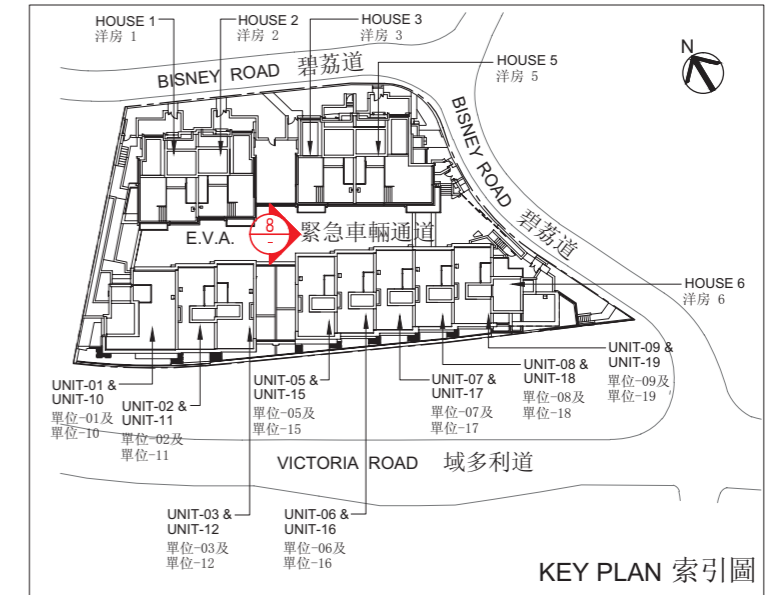 HOUSE 1
洋房 1
HOUSE 2
洋房 2
HOUSE 3
洋房 3
HOUSE 5
洋房 5
N
BISNEY ROAD 碧荔道
BISNEY ROAD 碧荔道
E.V.A.
8
-
緊急車輛通道
HOUSE 6
洋房 6
UNIT-01 &
UNIT-10
單位-01及
單位-10
UNIT-02 &
UNIT-11
單位-02及
單位-11
UNIT-05 &
UNIT-15
單位-05及
單位-15
UNIT-07 &
UNIT-17
單位-07及
單位-17
UNIT-08 &
UNIT-18
單位-08及
單位-18
UNIT-09 &
UNIT-19
單位-09及
單位-19
VICTORIA ROAD 域多利道
UNIT-03 &
UNIT-12
單位-03及
單位-12
UNIT-06 &
UNIT-16
單位-06及
單位-16
KEY PLAN 索引圖